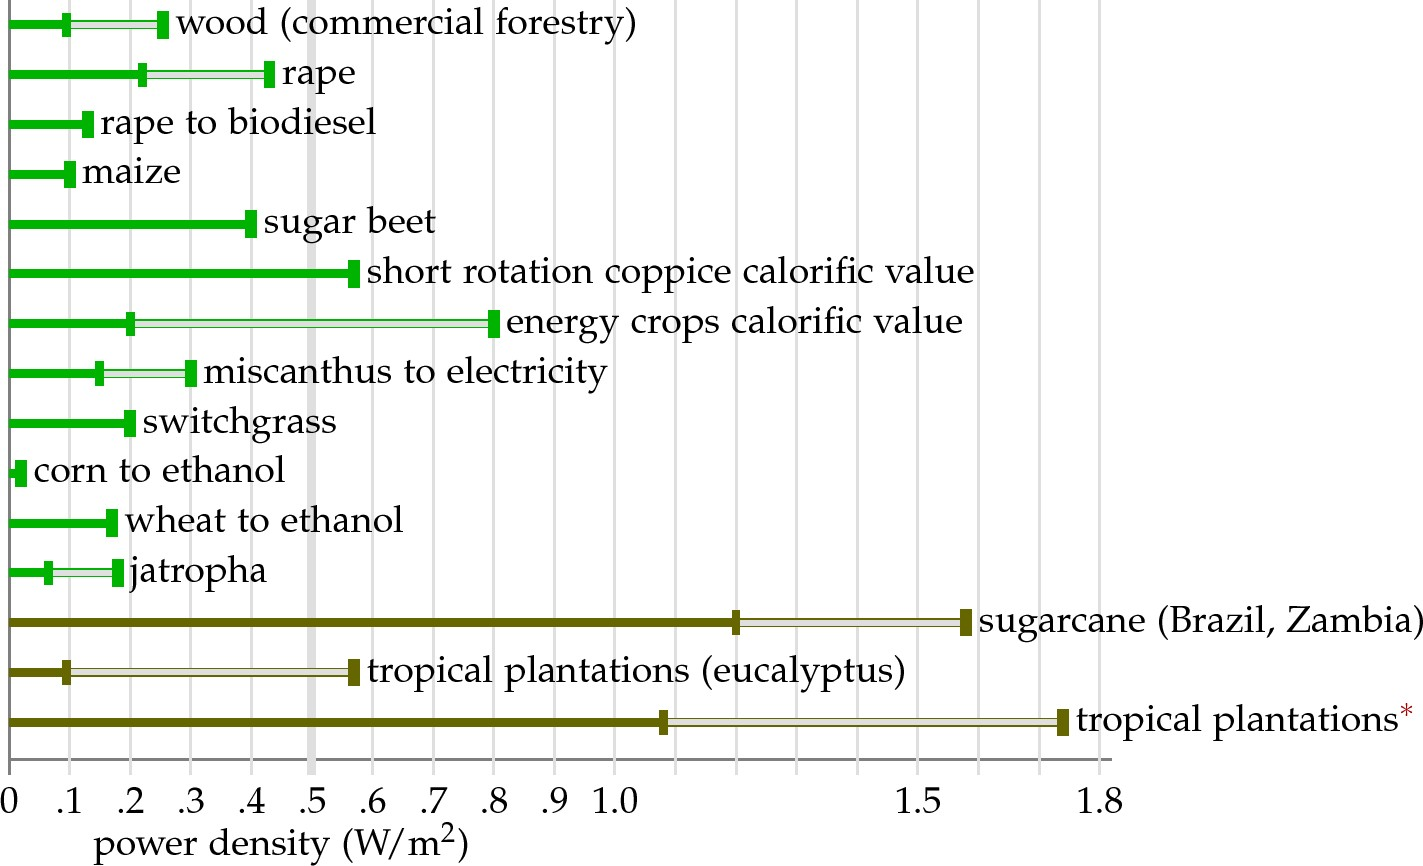 wood (commercial forestry)
rape
rape to biodiesel
maize
sugar beet
short rotation coppice calorific value
energy crops calorific value
miscanthus to electricity
switchgrass
corn to ethanol
wheat to ethanol
jatropha
sugarcane (Brazil, Zambia)
tropical plantations (eucalyptus)
tropical plantations*
0 .1 .2 .3 .4 .5 .6 .7 .8 .9 1.0 1.5 1.8
power density (W/m²)